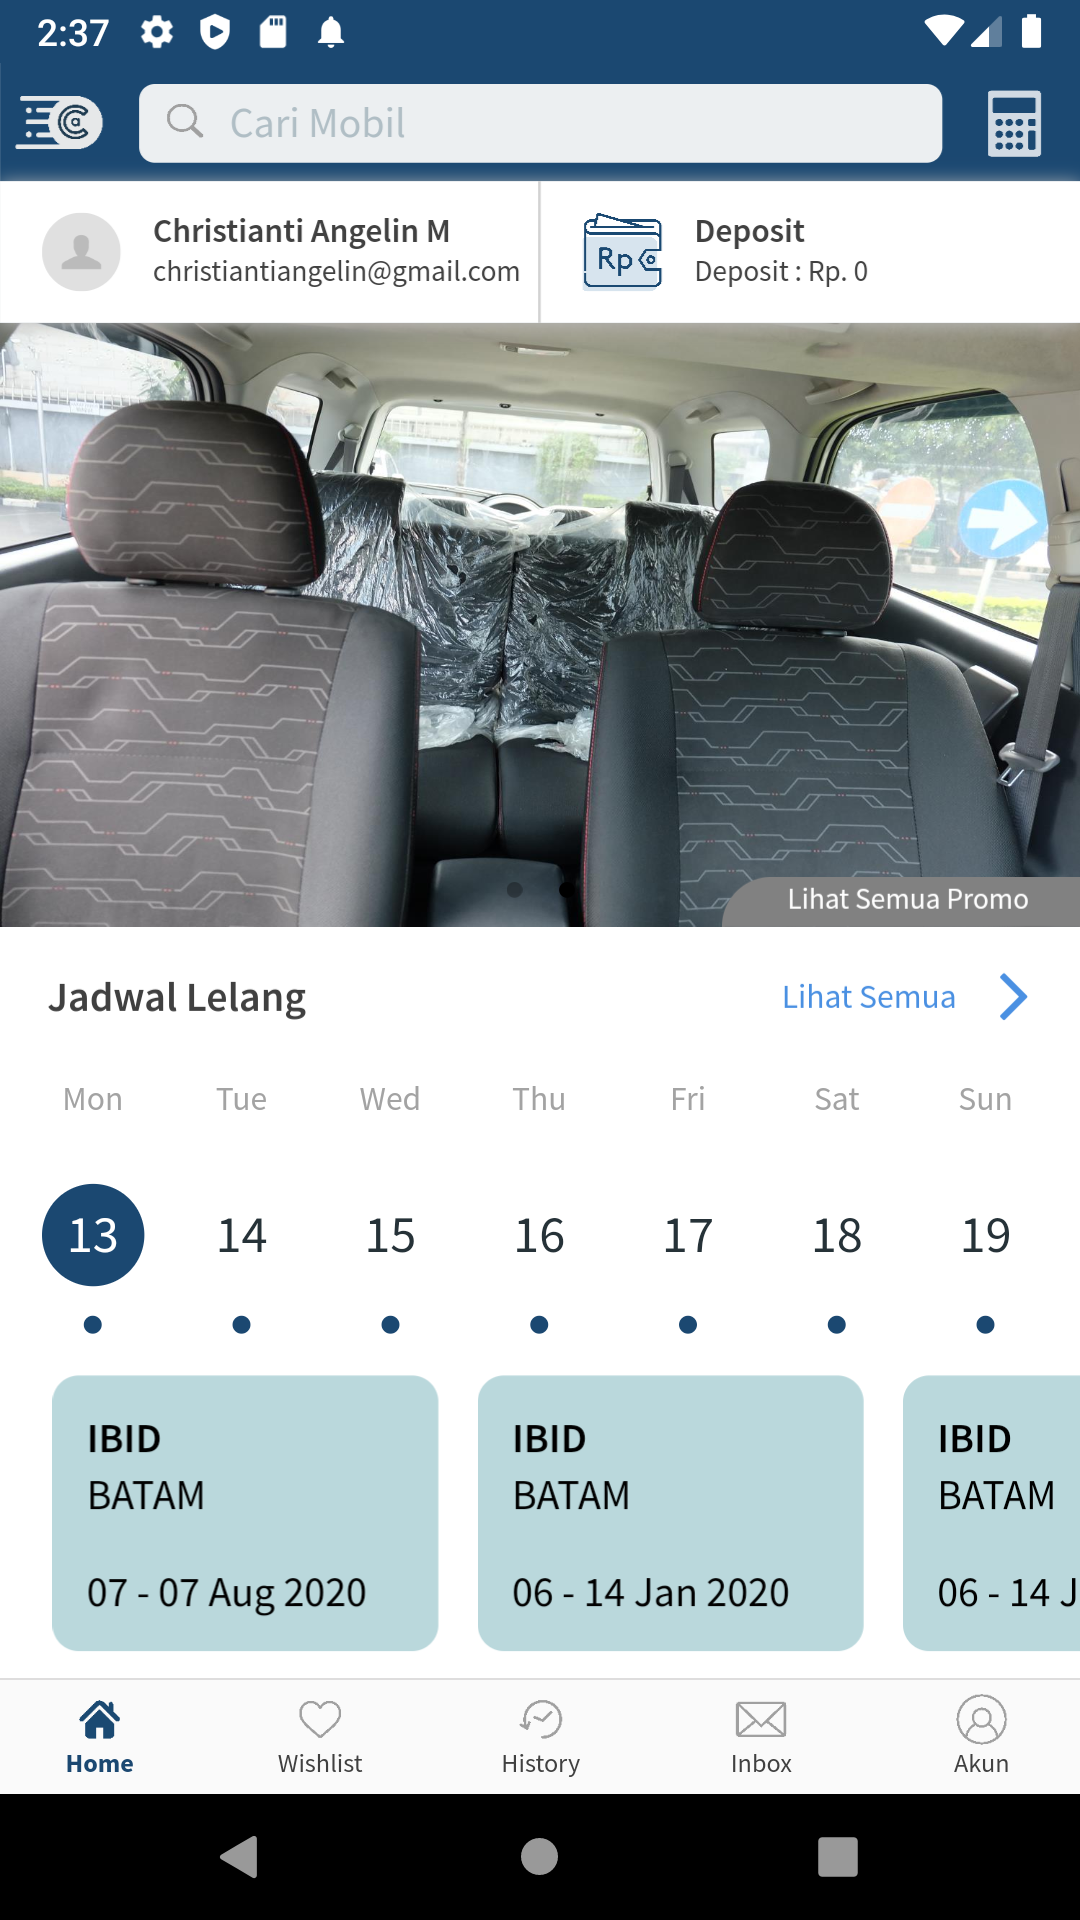 2:37
Cari Mobil
Christianti Angelin M
christiantiangelin@gmail.com
Rp
Deposit
Deposit : Rp. 0
Lihat Semua Promo
Jadwal Lelang
Lihat Semua
Mon Tue Wed Thu Fri Sat Sun
13 14 15 16 17 18 19
IBID
BATAM
07 - 07 Aug 2020
IBID
BATAM
06 - 14 Jan 2020
IBID
BATAM
06 - 14 J
Home
Wishlist
History
Inbox
Akun